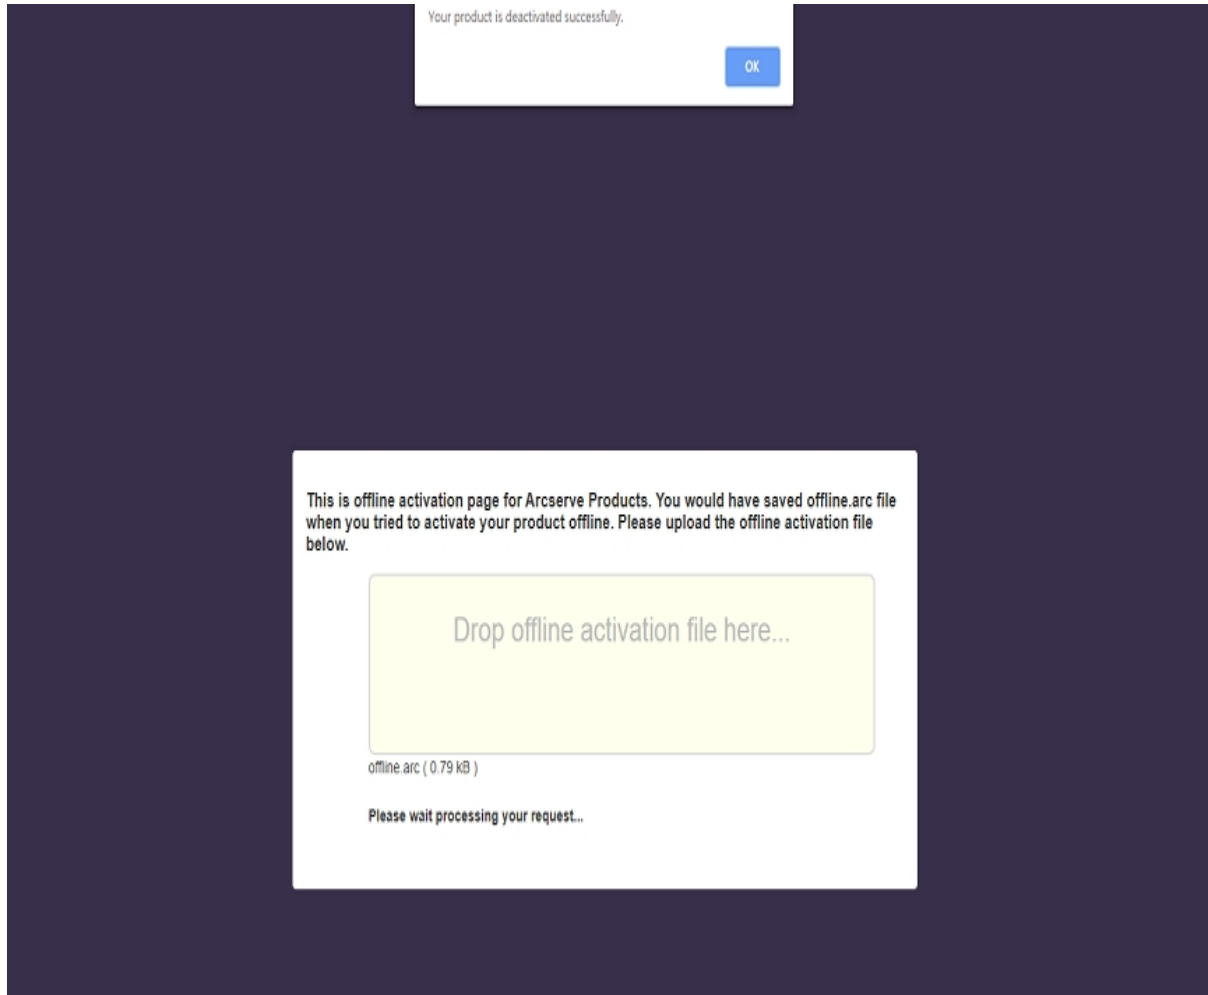 Your product is deactivated successfully.
OK
This is offline activation page for Arcserve Products. You would have saved offline.arc file
when you tried to activate your product offline. Please upload the offline activation file
below.
Drop offline activation file here...
offline.arc ( 0.79 kB )
Please wait processing your request...